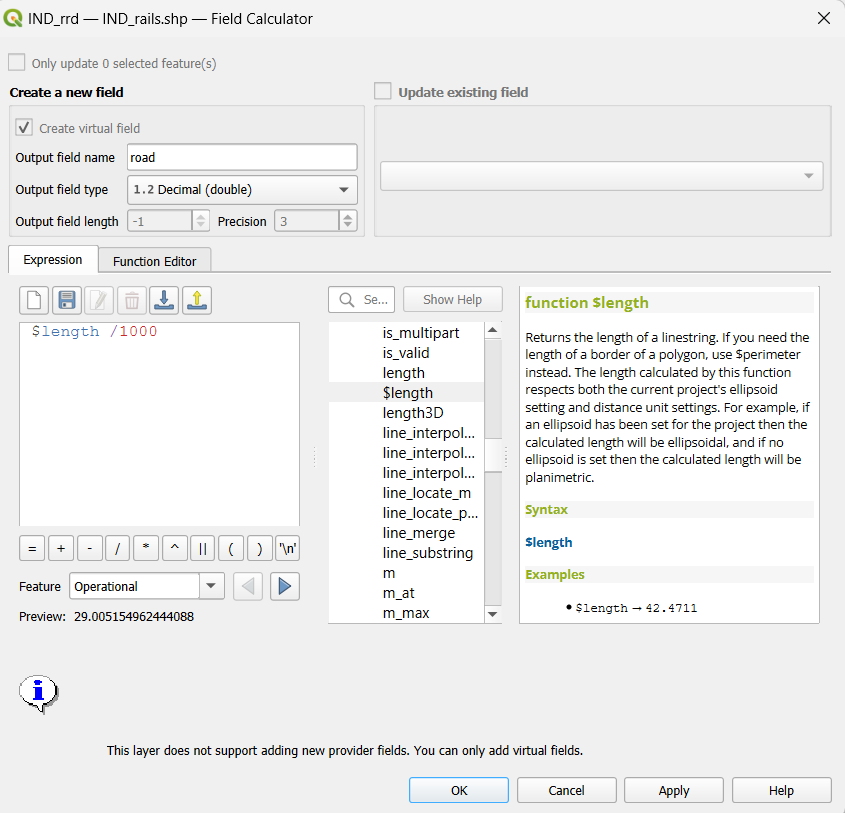 IND_rrd — IND_rails.shp — Field Calculator
Only update 0 selected feature(s)
Create a new field
Update existing field
Create virtual field
Output field name road
Output field type 1.2 Decimal (double)
Output field length -1 Precision 3
Expression Function Editor
Se... Show Help
$length /1000
is_multipart
is_valid
length
$length
length3D
line_interpol...
line_interpol...
line_interpol...
line_locate_m
line_locate_p...
line_merge
line_substring
m
m_at
m_max
function $length
Returns the length of a linestring. If you need the
length of a border of a polygon, use $perimeter
instead. The length calculated by this function
respects both the current project's ellipsoid
setting and distance unit settings. For example, if
an ellipsoid has been set for the project then the
calculated length will be ellipsoidal, and if no
ellipsoid is set then the calculated length will be
planimetric.
Syntax
$length
Examples
• $length → 42.4711
= + - / * ^ || ( ) '\n'
Feature Operational
Preview: 29.005154962444088
This layer does not support adding new provider fields. You can only add virtual fields.
OK Cancel Apply Help